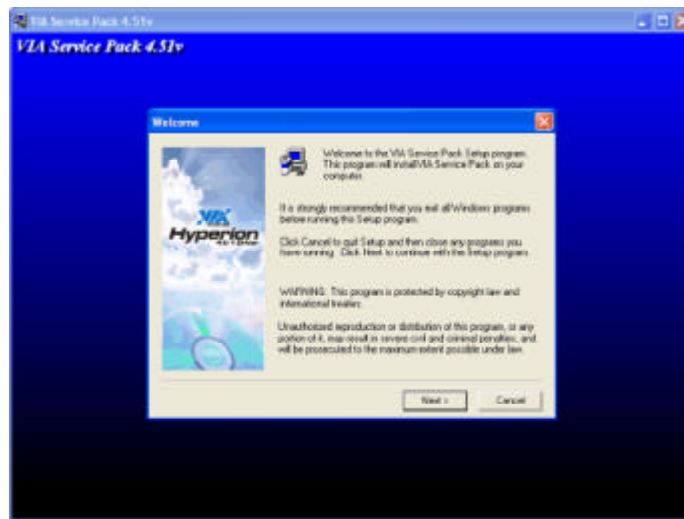 VIA Service Pack 4.51v
VIA Service Pack 4.51v
Welcome
VIA
Hyperion
4in1 Driver
Welcome to the VIA Service Pack Setup program.
This program will install VIA Service Pack on your
computer.
It is strongly recommended that you exit all Windows programs
before running this Setup program.
Click Cancel to quit Setup and then close any programs you
have running. Click Next to continue with the Setup program.
WARNING: This program is protected by copyright law and
international treaties.
Unauthorized reproduction or distribution of this program, or any
portion of it, may result in severe civil and criminal penalties, and
will be prosecuted to the maximum extent possible under law.
Next >
Cancel